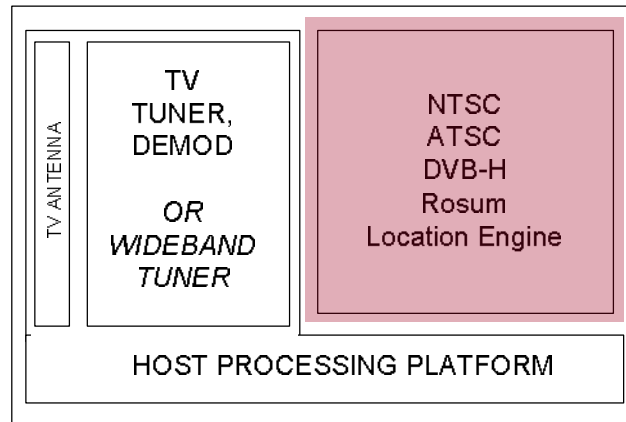 TV ANTENNA
TV
TUNER,
DEMOD
OR
WIDEBAND
TUNER
NTSC
ATSC
DVB-H
Rosum
Location Engine
HOST PROCESSING PLATFORM